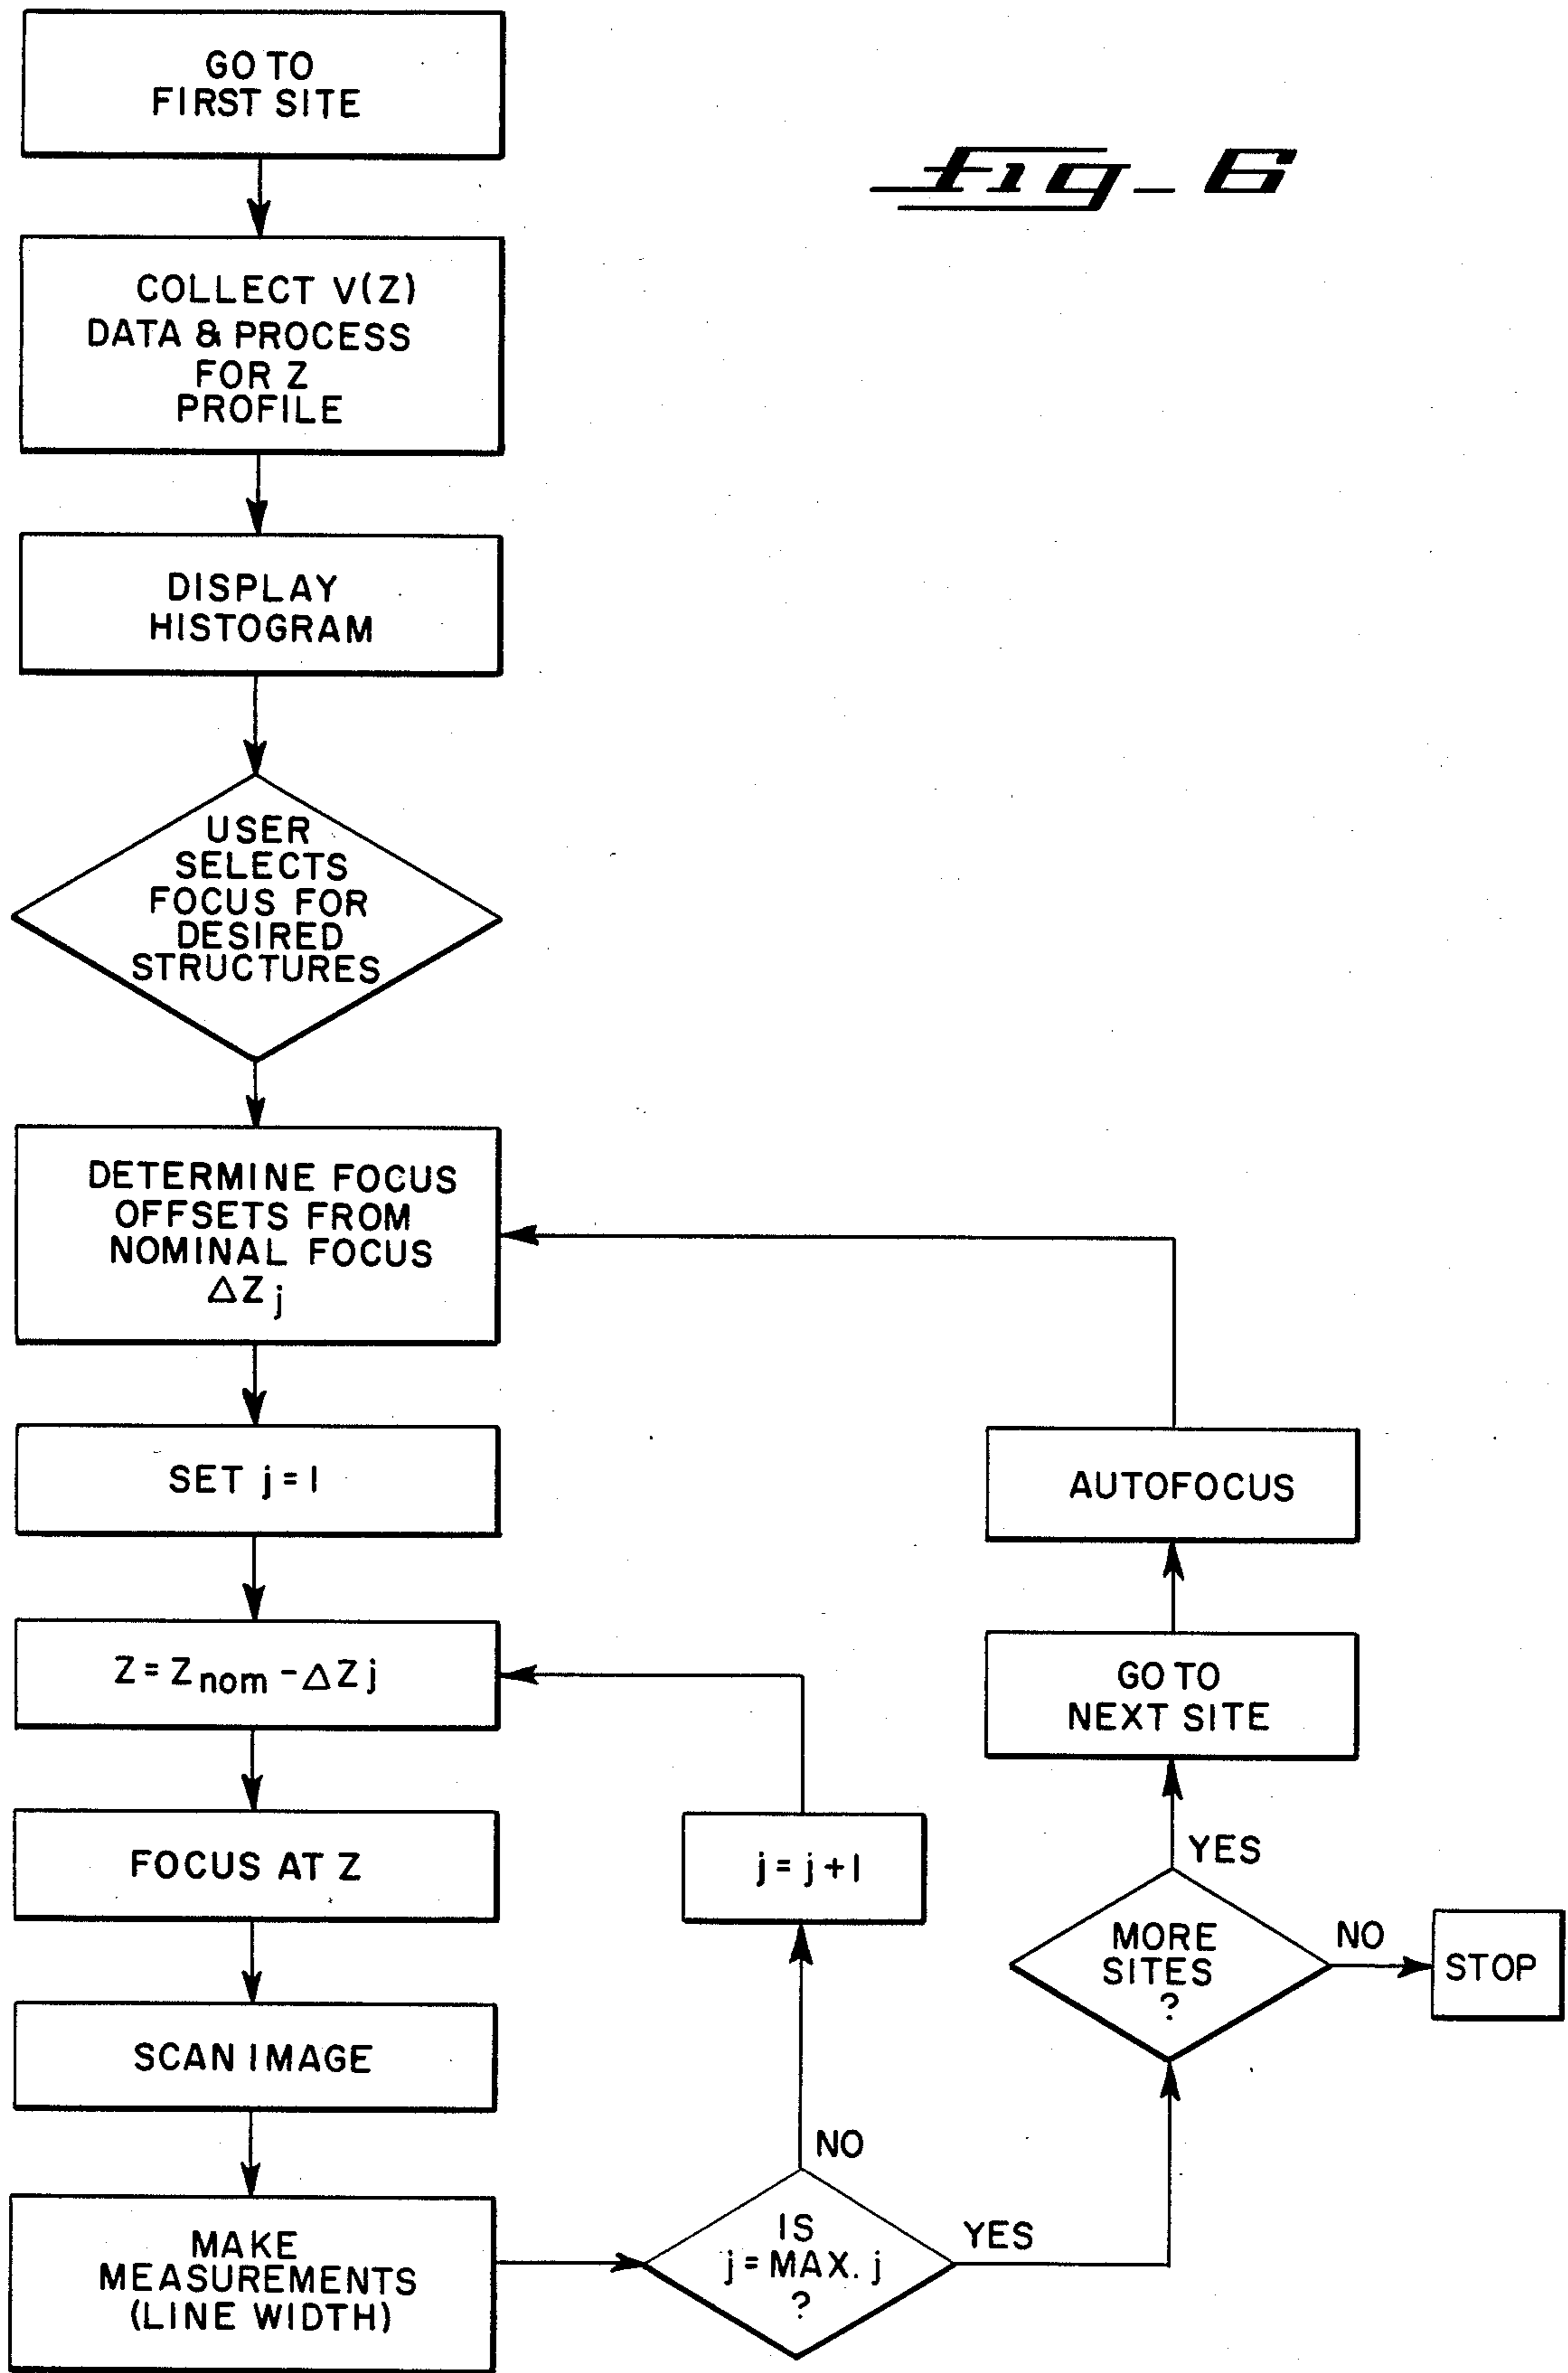 fig_6
GO TO
FIRST SITE
COLLECT V(Z)
DATA & PROCESS
FOR Z
PROFILE
DISPLAY
HISTOGRAM
USER
SELECTS
FOCUS FOR
DESIRED
STRUCTURES
DETERMINE FOCUS
OFFSETS FROM
NOMINAL FOCUS
△Z j
SET j = 1
Z = Z nom - △Z j
FOCUS AT Z
SCAN IMAGE
MAKE
MEASUREMENTS
(LINE WIDTH)
IS
j = MAX. j
?
NO
j = j + 1
YES
MORE
SITES
?
NO
STOP
YES
GO TO
NEXT SITE
AUTOFOCUS